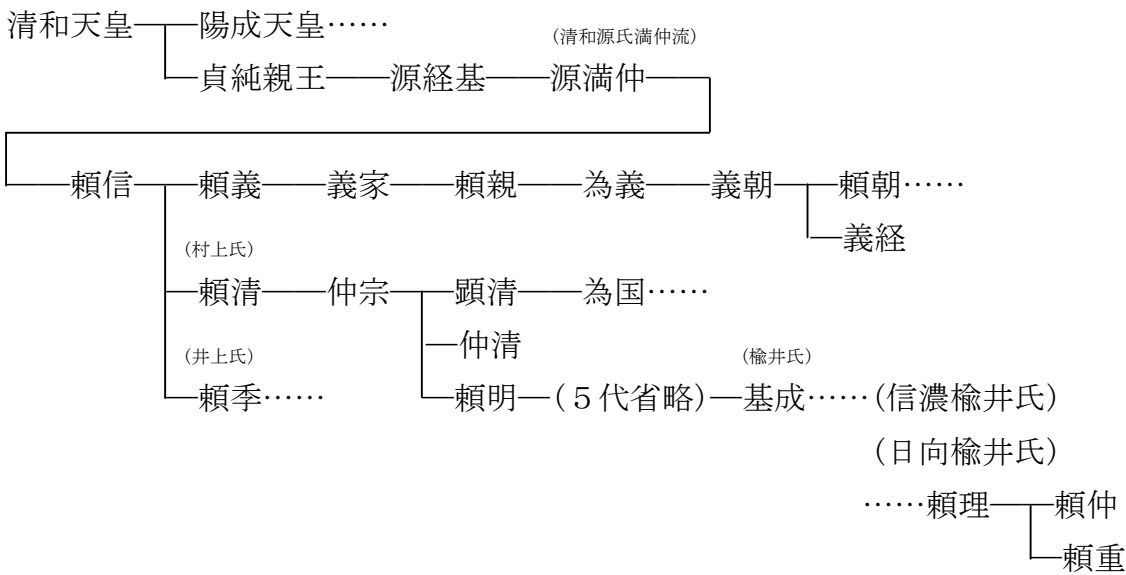 清和天皇 陽成天皇……
(清和源氏満仲流)
貞純親王 源経基 源満仲
頼信 頼義 義家 頼親 為義 義朝 頼朝……
義経
(村上氏)
頼清 仲宗 顕清 為国……
仲清
(井上氏) (楡井氏)
頼季…… 頼明 (5代省略) 基成……(信濃楡井氏)
(日向楡井氏)
……頼理 頼仲
頼重